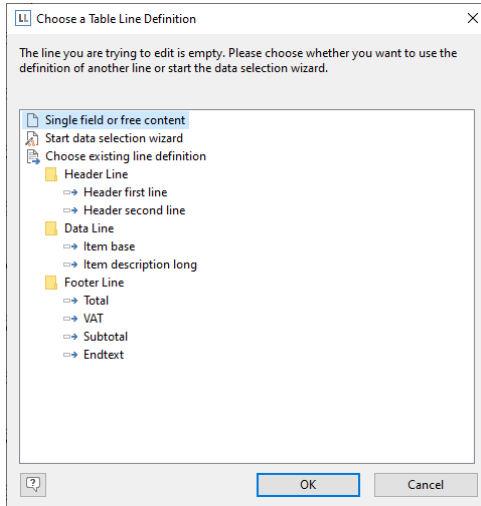 LL Choose a Table Line Definition
The line you are trying to edit is empty. Please choose whether you want to use the
definition of another line or start the data selection wizard.
Single field or free content
Start data selection wizard
Choose existing line definition
Header Line
Header first line
Header second line
Data Line
Item base
Item description long
Footer Line
Total
VAT
Subtotal
Endtext
?
OK Cancel